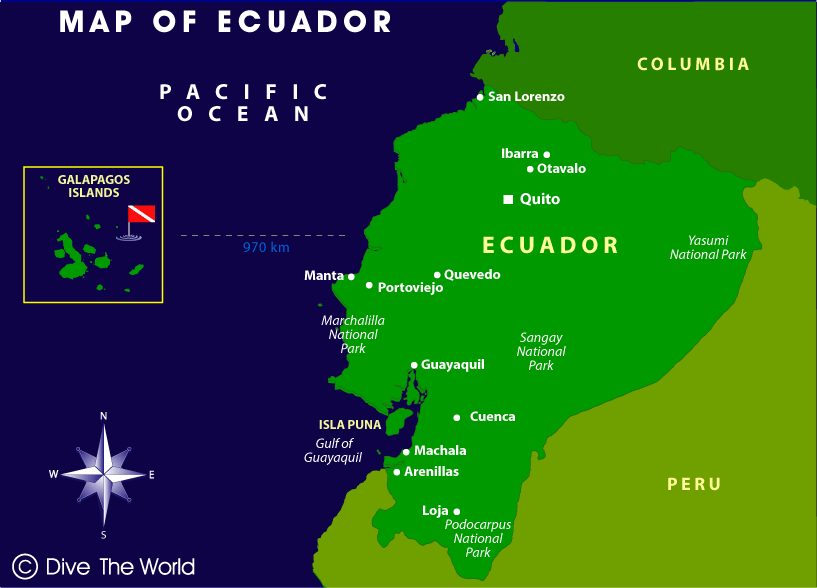 MAP OF ECUADOR
COLUMBIA
PACIFIC
OCEAN
San Lorenzo
Ibarra
Otavalo
GALAPAGOS
ISLANDS
Quito
970 km
ECUADOR
Yasumi
National Park
Manta
Quevedo
Portoviejo
Marchalilla
National
Park
Sangay
National
Park
Guayaquil
Cuenca
ISLA PUNA
Gulf of
Guayaquil
Machala
Arenillas
N
W
E
S
PERU
Loja
Podocarpus
National
Park
© Dive The World